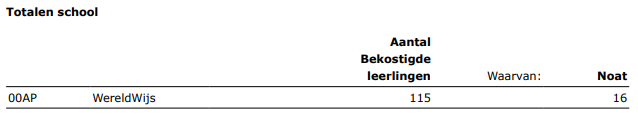 Totalen school
Aantal
Bekostigde
leerlingen Waarvan: Noat
00AP WereldWijs 115 16